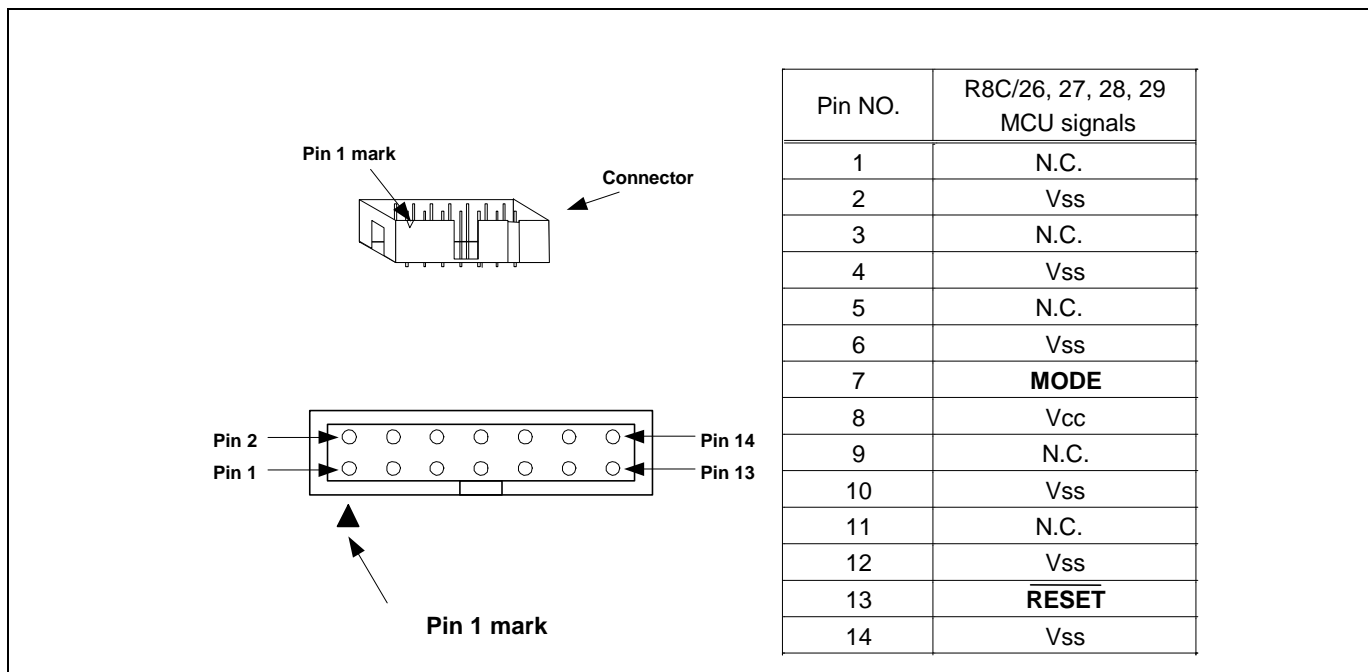 Pin 1 mark
Connector
Pin 2
Pin 14
Pin 1
Pin 13
Pin 1 mark
Pin NO. R8C/26, 27, 28, 29
MCU signals
1 N.C.
2 Vss
3 N.C.
4 Vss
5 N.C.
6 Vss
7 MODE
8 Vcc
9 N.C.
10 Vss
11 N.C.
12 Vss
13 RESET
14 Vss